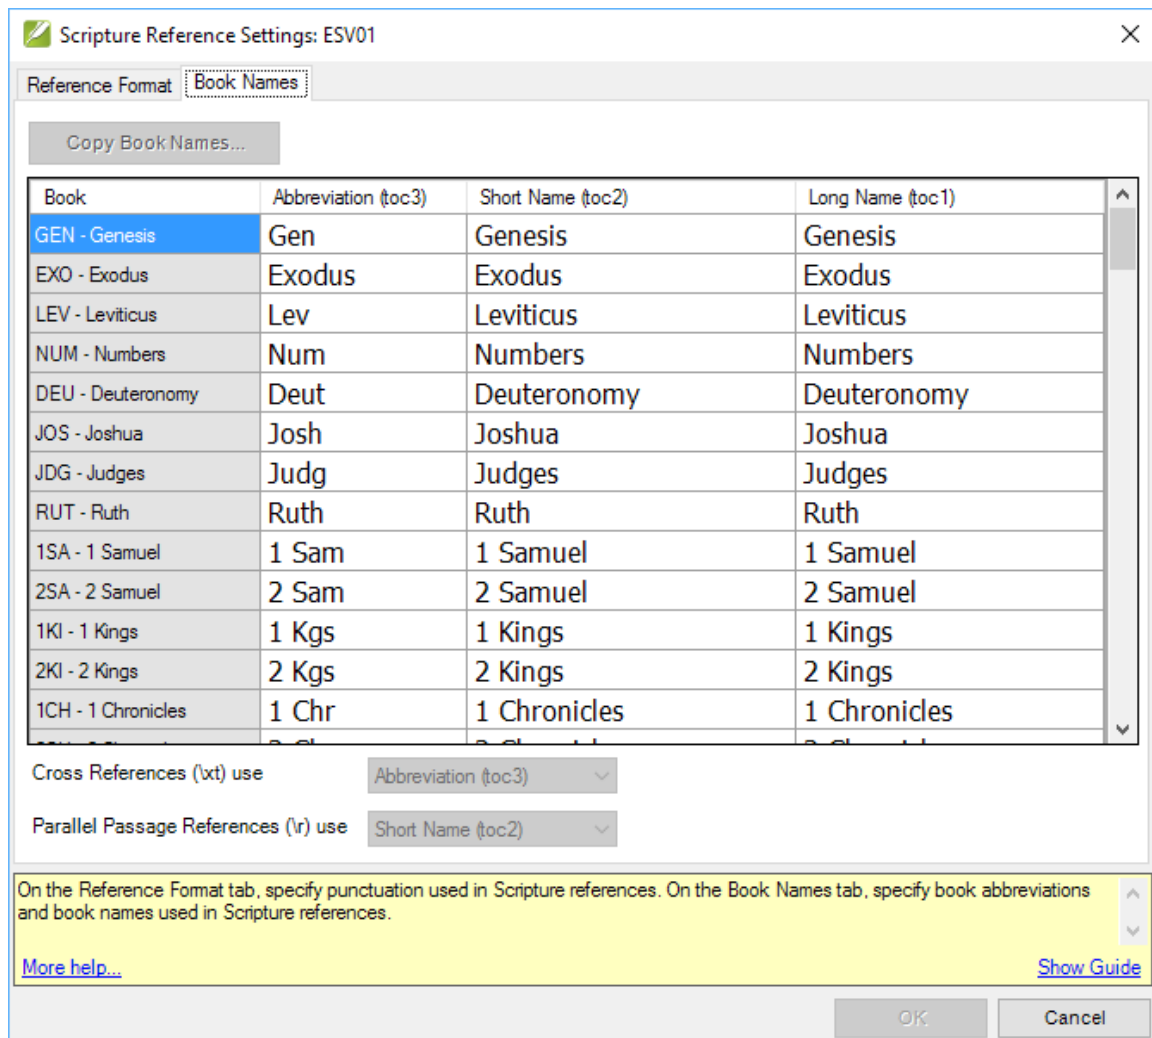 Scripture Reference Settings: ESV01
Reference Format Book Names
Copy Book Names...
Book Abbreviation (toc3) Short Name (toc2) Long Name (toc1)
GEN - Genesis Gen Genesis Genesis
EXO - Exodus Exodus Exodus Exodus
LEV - Leviticus Lev Leviticus Leviticus
NUM - Numbers Num Numbers Numbers
DEU - Deuteronomy Deut Deuteronomy Deuteronomy
JOS - Joshua Josh Joshua Joshua
JDG - Judges Judg Judges Judges
RUT - Ruth Ruth Ruth Ruth
1SA - 1 Samuel 1 Sam 1 Samuel 1 Samuel
2SA - 2 Samuel 2 Sam 2 Samuel 2 Samuel
1KI - 1 Kings 1 Kgs 1 Kings 1 Kings
2KI - 2 Kings 2 Kgs 2 Kings 2 Kings
1CH - 1 Chronicles 1 Chr 1 Chronicles 1 Chronicles
Cross References (\xt) use Abbreviation (toc3)
Parallel Passage References (\r) use Short Name (toc2)
On the Reference Format tab, specify punctuation used in Scripture references. On the Book Names tab, specify book abbreviations
and book names used in Scripture references.
More help... Show Guide
OK Cancel